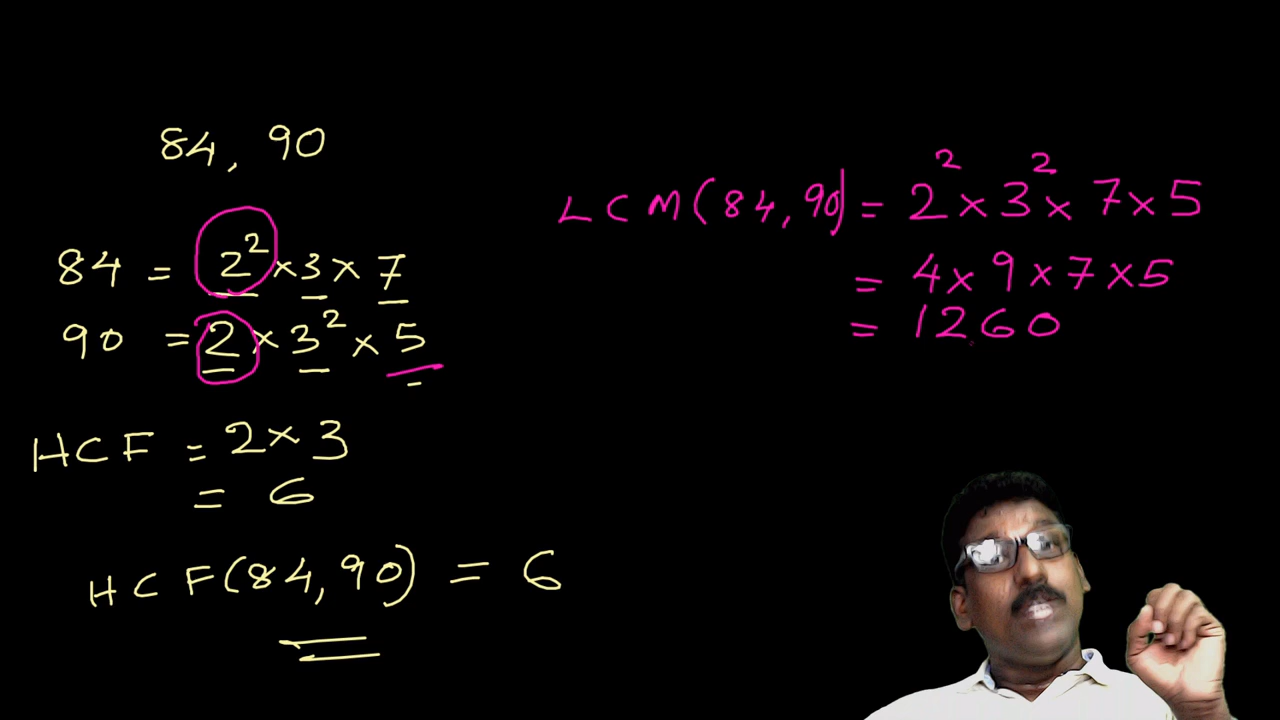 84, 90
84 = 2² × 3 × 7
90 = 2 × 3² × 5
HCF = 2 × 3
= 6
HCF(84, 90) = 6
LCM(84, 90) = 2² × 3² × 7 × 5
= 4 × 9 × 7 × 5
= 1260